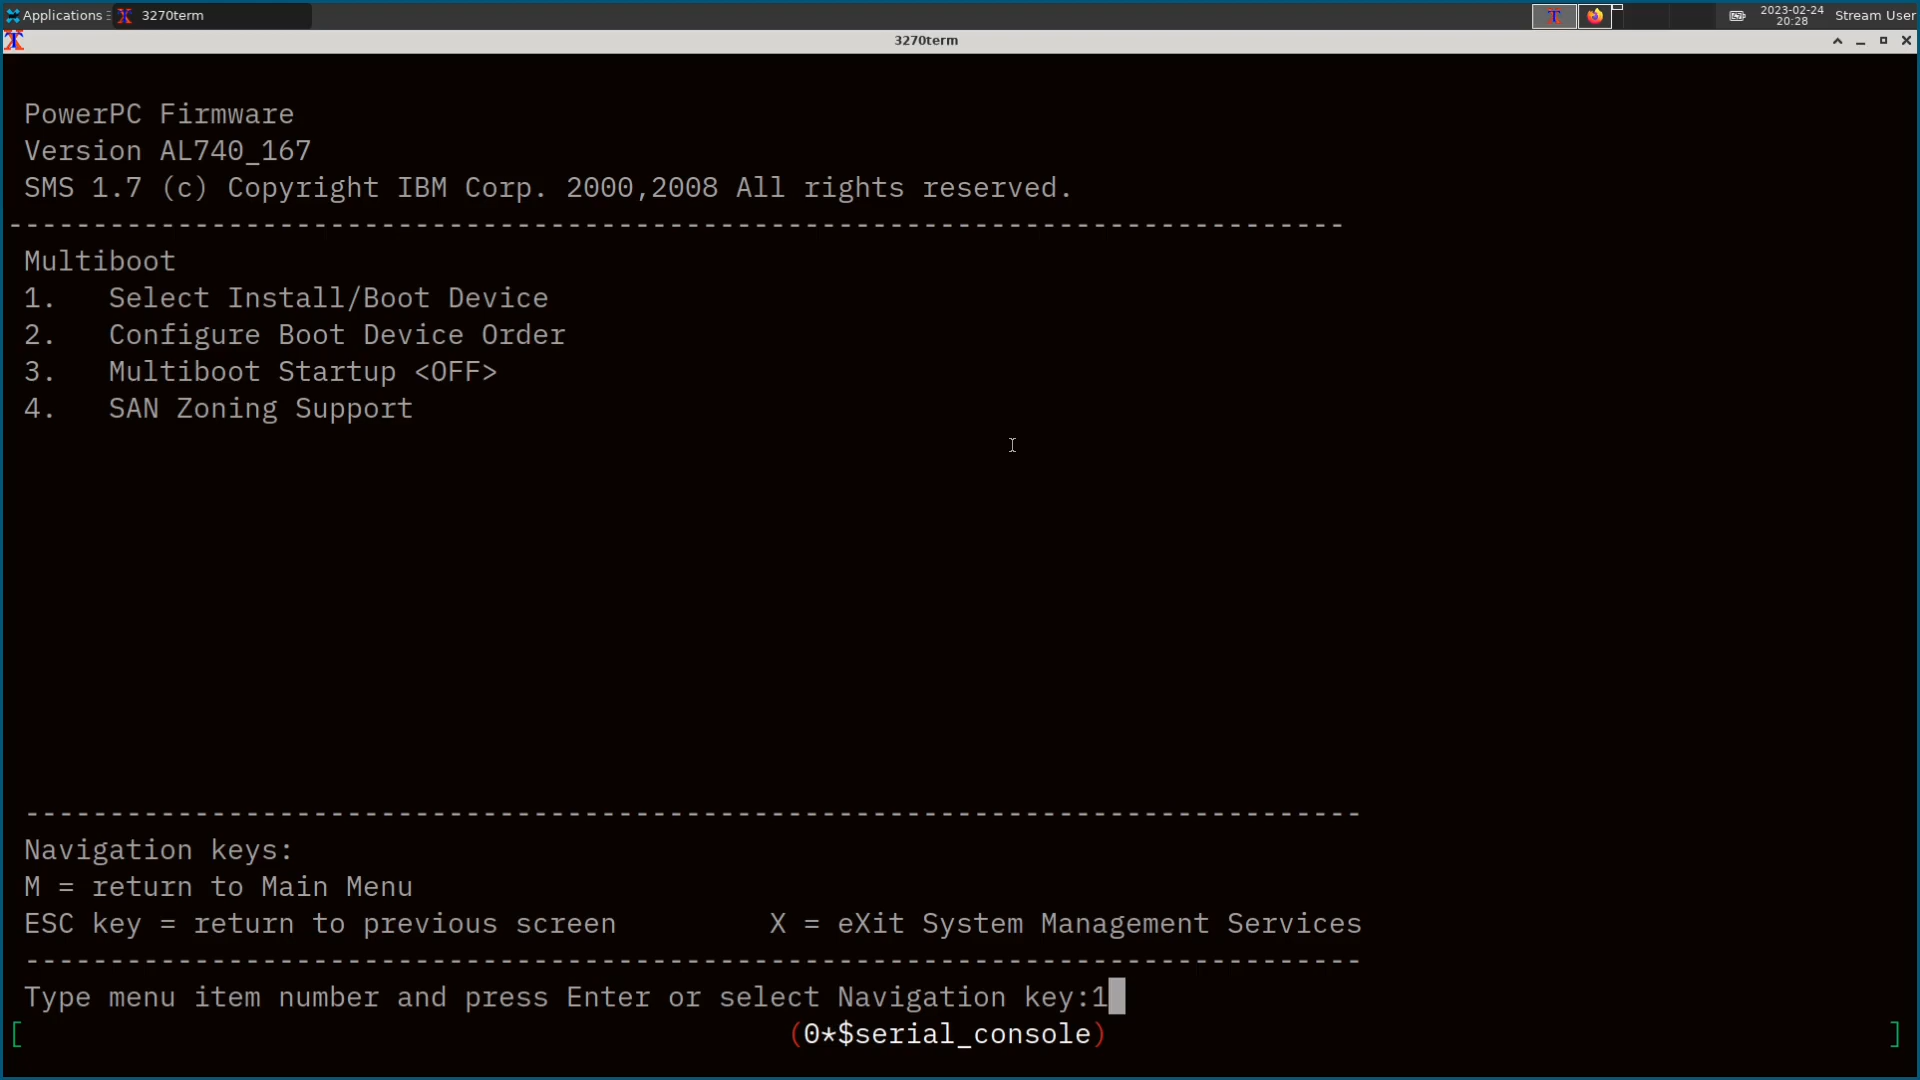 Applications 3270term 2023-02-24 Stream User
20:28
3270term
PowerPC Firmware
Version AL740_167
SMS 1.7 (c) Copyright IBM Corp. 2000,2008 All rights reserved.
-------------------------------------------------------------------------------
Multiboot
1.   Select Install/Boot Device
2.   Configure Boot Device Order
3.   Multiboot Startup <OFF>
4.   SAN Zoning Support
-------------------------------------------------------------------------------
Navigation keys:
M = return to Main Menu
ESC key = return to previous screen         X = eXit System Management Services
-------------------------------------------------------------------------------
Type menu item number and press Enter or select Navigation key:1
[ (0*$serial_console) ]